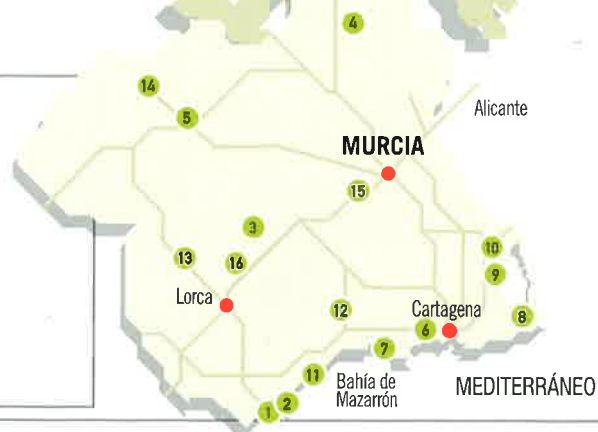 4
14
5
Alicante
MURCIA
15
3
10
13
16
9
Lorca
12
Cartagena
8
6
7
11
Bahía de
Mazarrón
MEDITERRÁNEO
1
2